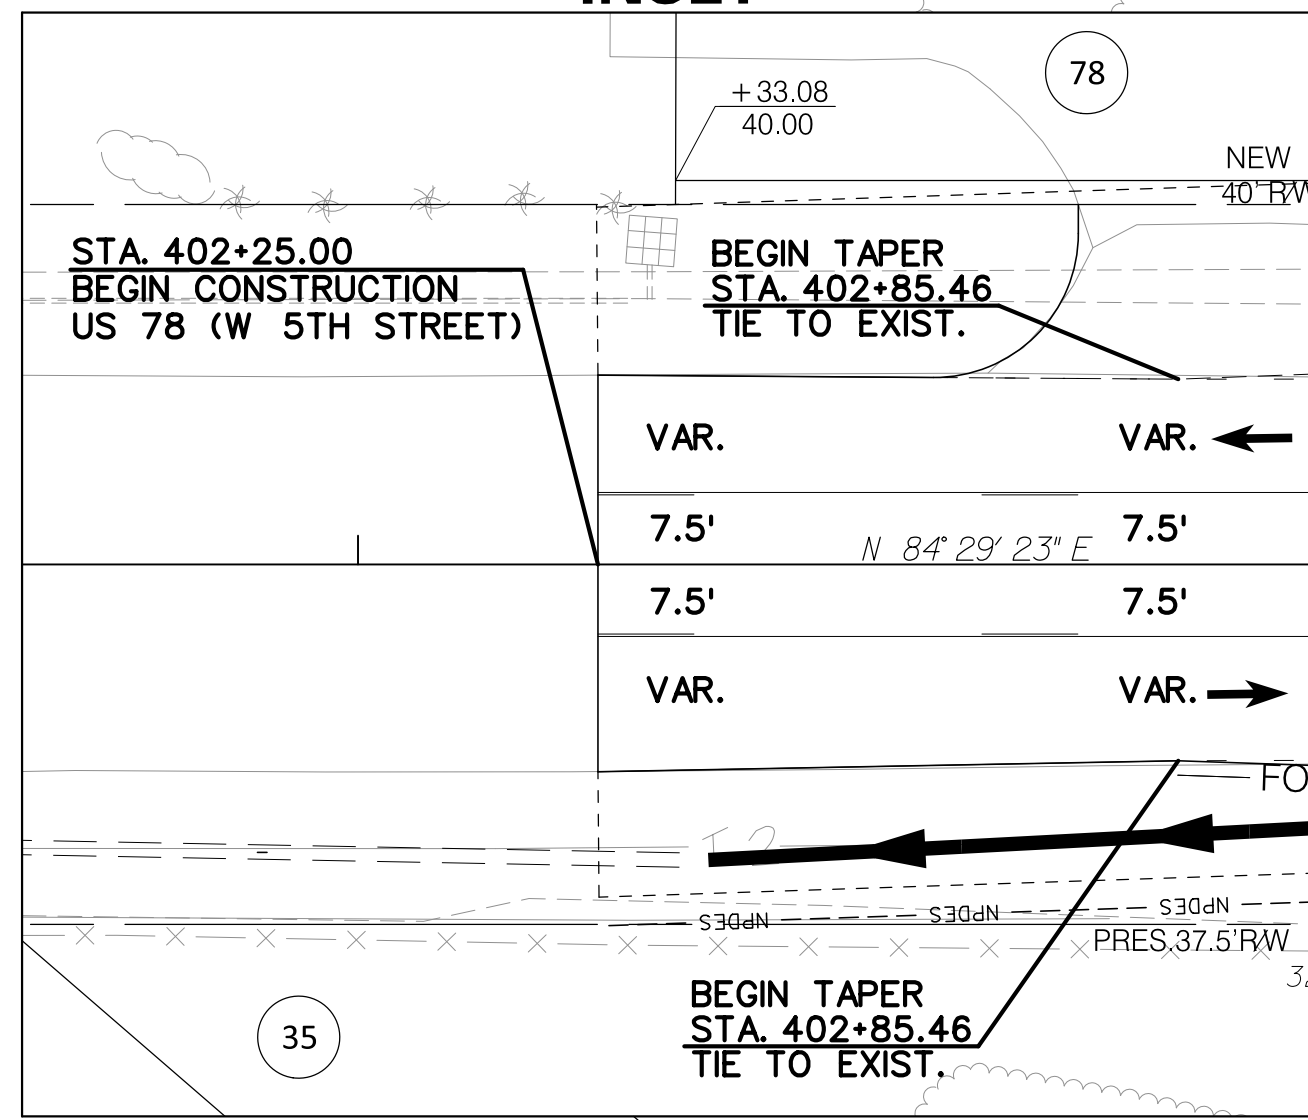 78
+33.08
40.00
NEW
40' R/W
STA. 402+25.00
BEGIN CONSTRUCTION
US 78 (W 5TH STREET)
BEGIN TAPER
STA. 402+85.46
TIE TO EXIST.
VAR.
VAR.
7.5'
7.5'
N 84° 29' 23" E
7.5'
7.5'
VAR.
VAR.
FO
NPDES
NPDES
NPDES
PRES.37.5'R/W
35
BEGIN TAPER
STA. 402+85.46
TIE TO EXIST.